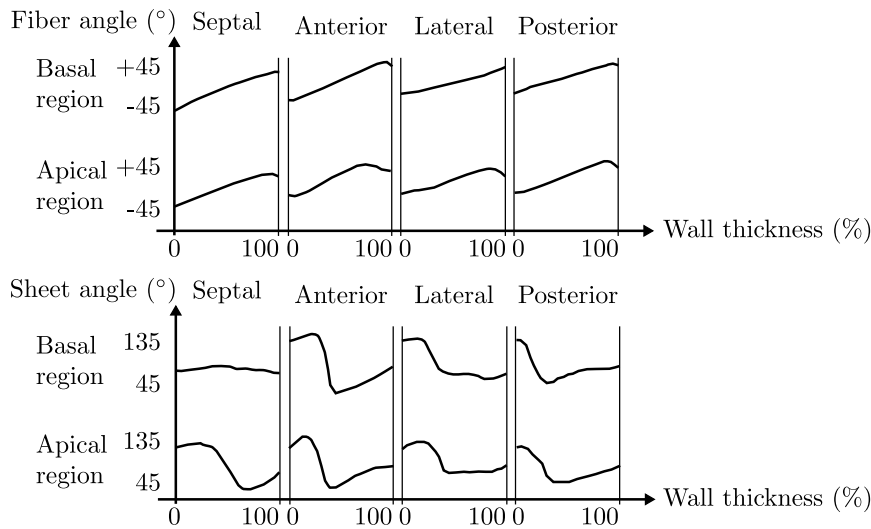 Fiber angle (°) Septal Anterior Lateral Posterior
Basal region +45 -45
Apical region +45 -45
Wall thickness (%)
0 100 0 100 0 100 0 100
Sheet angle (°) Septal Anterior Lateral Posterior
Basal region 135 45
Apical region 135 45
Wall thickness (%)
0 100 0 100 0 100 0 100